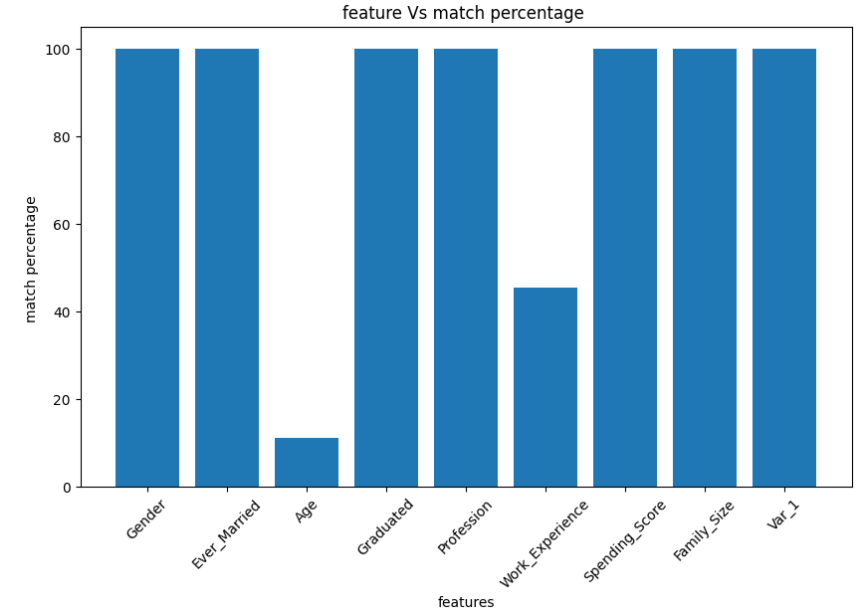 feature Vs match percentage
100
80
60
40
20
0
match percentage
Gender
Ever_Married
Age
Graduated
Profession
Work_Experience
Spending_Score
Family_Size
Var_1
features